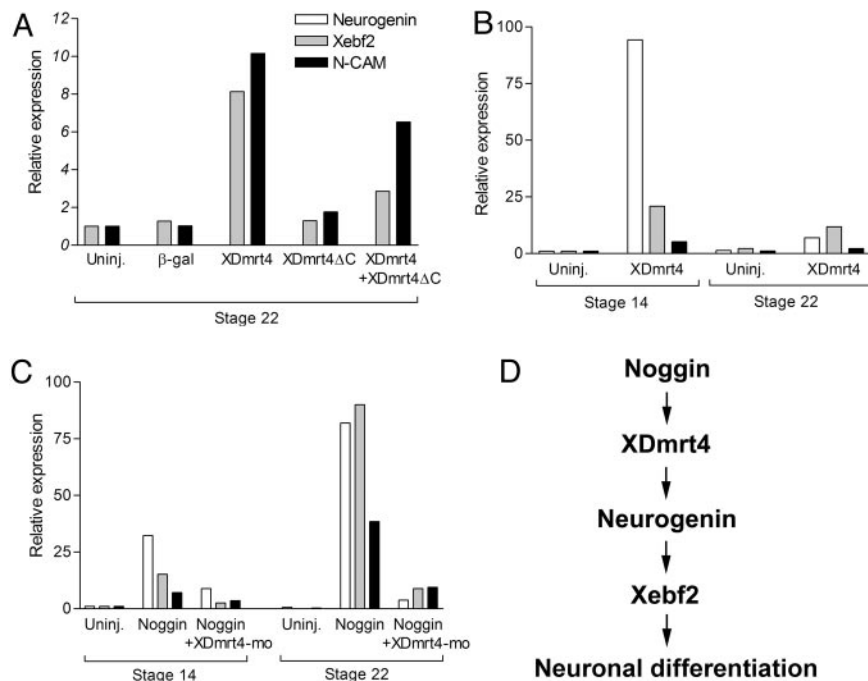 A
Relative expression
12
10
8
6
4
2
0
Neurogenin
Xebf2
N-CAM
Uninj.
β-gal
XDmrt4
XDmrt4ΔC
XDmrt4
+XDmrt4ΔC
Stage 22
B
Relative expression
100
75
50
25
0
Uninj.
XDmrt4
Uninj.
XDmrt4
Stage 14
Stage 22
C
Relative expression
100
75
50
25
0
Uninj.
Noggin
Noggin
+XDmrt4-mo
Uninj.
Noggin
Noggin
+XDmrt4-mo
Stage 14
Stage 22
D
Noggin
XDmrt4
Neurogenin
Xebf2
Neuronal differentiation